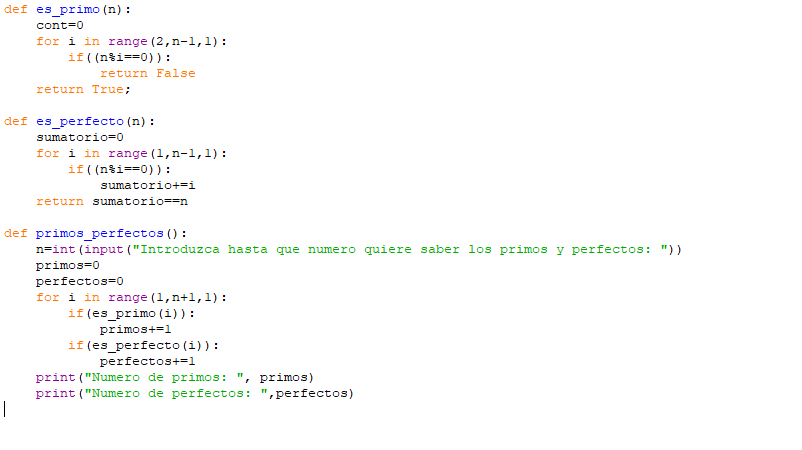 def es_primo(n):
    cont=0
    for i in range(2,n-1,1):
        if((n%i==0)):
            return False
    return True;

def es_perfecto(n):
    sumatorio=0
    for i in range(1,n-1,1):
        if((n%i==0)):
            sumatorio+=i
    return sumatorio==n

def primos_perfectos():
    n=int(input("Introduzca hasta que numero quiere saber los primos y perfectos: "))
    primos=0
    perfectos=0
    for i in range(1,n+1,1):
        if(es_primo(i)):
            primos+=1
        if(es_perfecto(i)):
            perfectos+=1
    print("Numero de primos: ", primos)
    print("Numero de perfectos: ",perfectos)